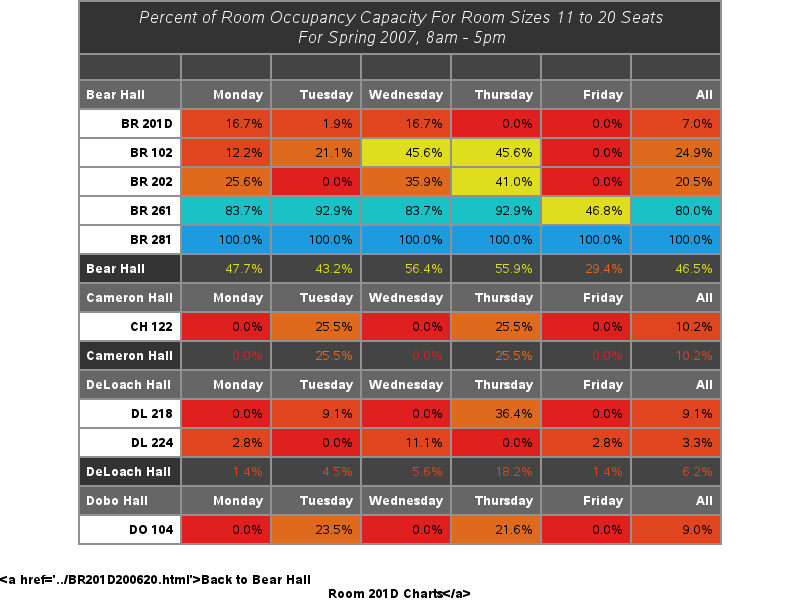 Percent of Room Occupancy Capacity For Room Sizes 11 to 20 Seats
For Spring 2007, 8am - 5pm
Bear Hall Monday Tuesday Wednesday Thursday Friday All
BR 201D 16.7% 1.9% 16.7% 0.0% 0.0% 7.0%
BR 102 12.2% 21.1% 45.6% 45.6% 0.0% 24.9%
BR 202 25.6% 0.0% 35.9% 41.0% 0.0% 20.5%
BR 261 83.7% 92.9% 83.7% 92.9% 46.8% 80.0%
BR 281 100.0% 100.0% 100.0% 100.0% 100.0% 100.0%
Bear Hall 47.7% 43.2% 56.4% 55.9% 29.4% 46.5%
Cameron Hall Monday Tuesday Wednesday Thursday Friday All
CH 122 0.0% 25.5% 0.0% 25.5% 0.0% 10.2%
Cameron Hall 0.0% 25.5% 0.0% 25.5% 0.0% 10.2%
DeLoach Hall Monday Tuesday Wednesday Thursday Friday All
DL 218 0.0% 9.1% 0.0% 36.4% 0.0% 9.1%
DL 224 2.8% 0.0% 11.1% 0.0% 2.8% 3.3%
DeLoach Hall 1.4% 4.5% 5.6% 18.2% 1.4% 6.2%
Dobo Hall Monday Tuesday Wednesday Thursday Friday All
DO 104 0.0% 23.5% 0.0% 21.6% 0.0% 9.0%
<a href='../BR201D200620.html'>Back to Bear Hall
Room 201D Charts</a>